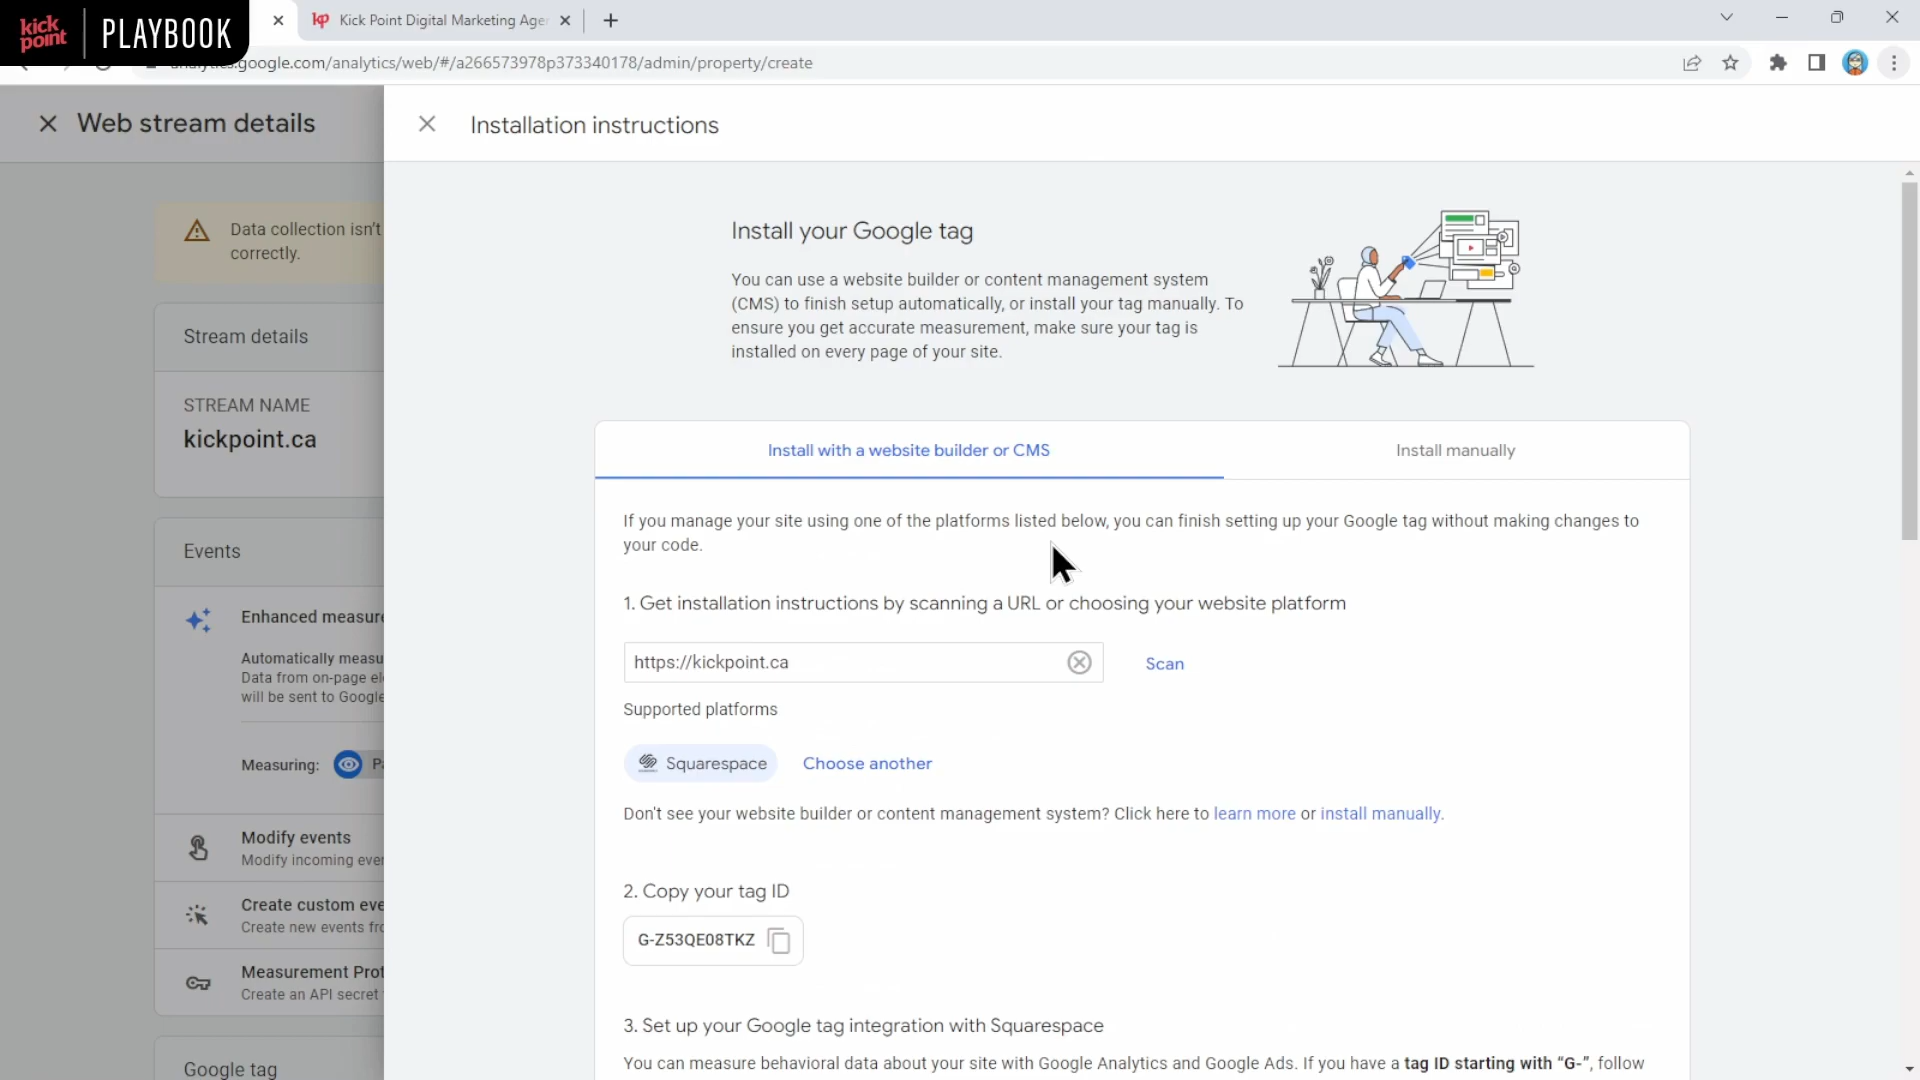 kick
point
PLAYBOOK
Kick Point Digital Marketing Age
google.com/analytics/web/#/a266573978p373340178/admin/property/create
Web stream details
Installation instructions
Data collection isn't
correctly.
Stream details
STREAM NAME
kickpoint.ca
Events
Enhanced measure
Automatically measu
Data from on-page el
will be sent to Google
Measuring:
Pa
Modify events
Modify incoming even
Create custom eve
Create new events fro
Measurement Prot
Create an API secret
Google tag
Install your Google tag
You can use a website builder or content management system
(CMS) to finish setup automatically, or install your tag manually. To
ensure you get accurate measurement, make sure your tag is
installed on every page of your site.
Install with a website builder or CMS
Install manually
If you manage your site using one of the platforms listed below, you can finish setting up your Google tag without making changes to
your code.
1. Get installation instructions by scanning a URL or choosing your website platform
https://kickpoint.ca
Scan
Supported platforms
Squarespace
Choose another
Don't see your website builder or content management system? Click here to learn more or install manually.
2. Copy your tag ID
G-Z53QE08TKZ
3. Set up your Google tag integration with Squarespace
You can measure behavioral data about your site with Google Analytics and Google Ads. If you have a tag ID starting with “G-”, follow